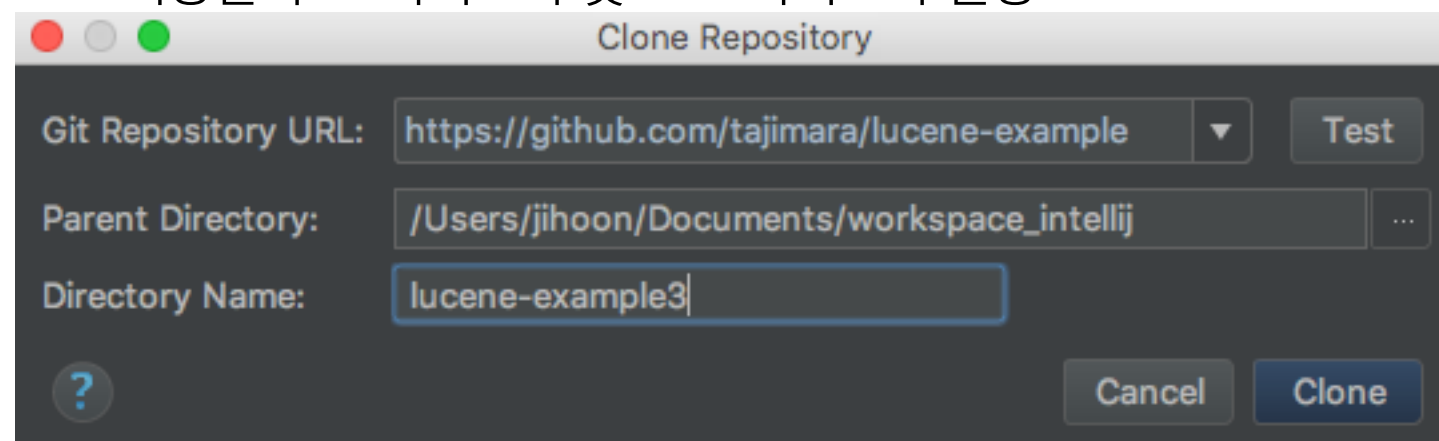 Clone Repository
Git Repository URL: https://github.com/tajimara/lucene-example Test
Parent Directory: /Users/jihoon/Documents/workspace_intellij ...
Directory Name: lucene-example3
? Cancel Clone